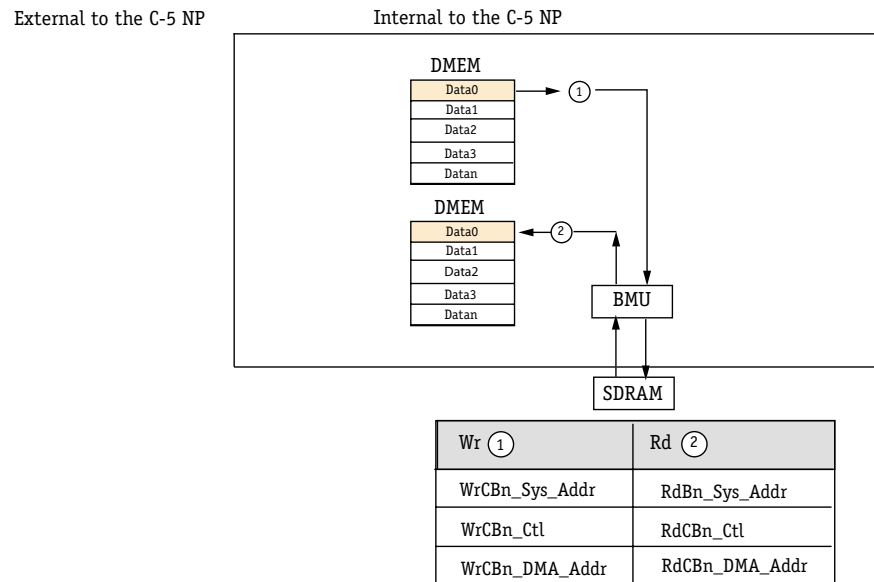 External to the C-5 NP Internal to the C-5 NP
DMEM
Data0 1
Data1
Data2
Data3
Datan
DMEM
Data0 2
Data1
Data2
Data3
Datan
BMU
SDRAM
Wr 1 Rd 2
WrCBn_Sys_Addr RdBn_Sys_Addr
WrCBn_Ctl RdCBn_Ctl
WrCBn_DMA_Addr RdCBn_DMA_Addr